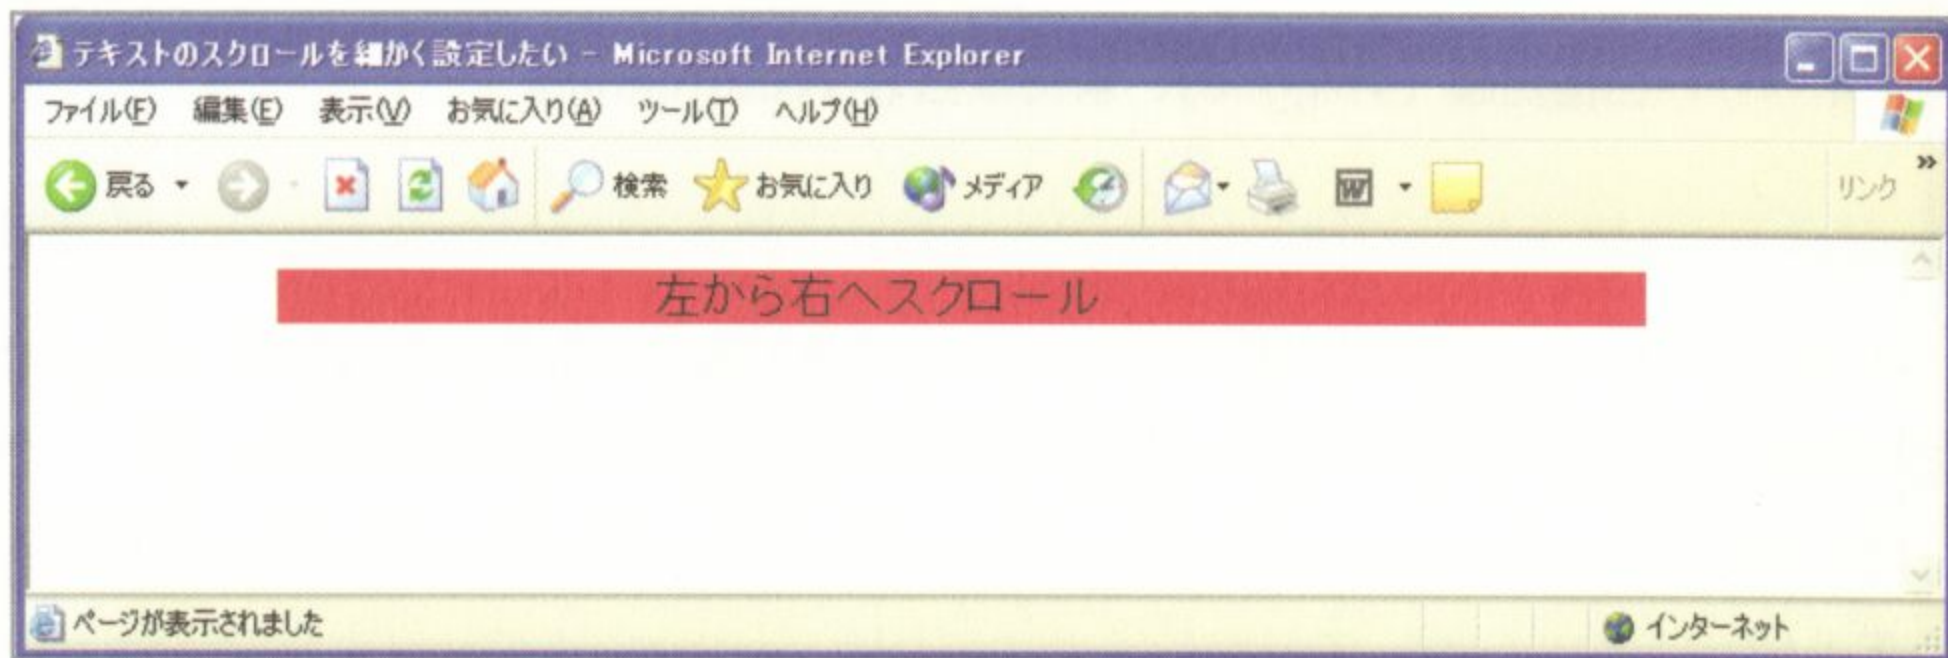 テキストのスクロールを細かく設定したい - Microsoft Internet Explorer
ファイル(F) 編集(E) 表示(V) お気に入り(A) ツール(T) ヘルプ(H)
戻る 検索 お気に入り メディア W リンク »
左から右へスクロール
ページが表示されました インターネット